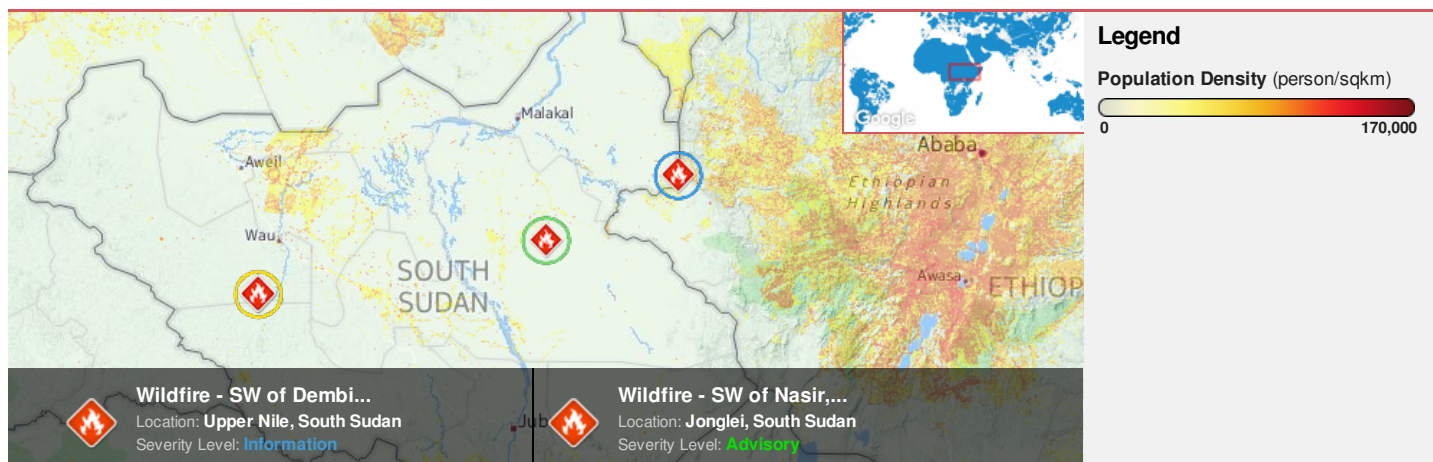 Malakal
Aweil
Wau
SOUTH
SUDAN
Google
Ababa
Ethiopian
Highlands
Awasa
ETHIOP
Jub
Wildfire - SW of Dembi...
Location: Upper Nile, South Sudan
Severity Level: Information
Wildfire - SW of Nasir,...
Location: Jonglei, South Sudan
Severity Level: Advisory
Legend
Population Density (person/sqkm)
0 170,000